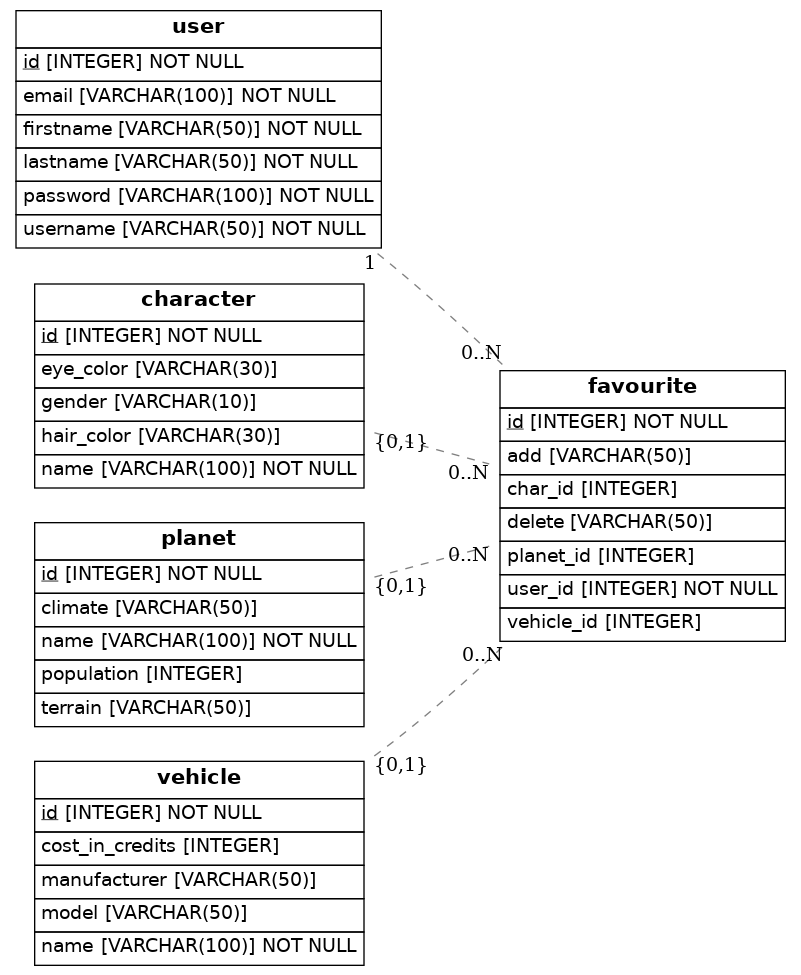 user
id [INTEGER] NOT NULL
email [VARCHAR(100)] NOT NULL
firstname [VARCHAR(50)] NOT NULL
lastname [VARCHAR(50)] NOT NULL
password [VARCHAR(100)] NOT NULL
username [VARCHAR(50)] NOT NULL
1
0..N
character
id [INTEGER] NOT NULL
eye_color [VARCHAR(30)]
gender [VARCHAR(10)]
hair_color [VARCHAR(30)]
name [VARCHAR(100)] NOT NULL
{0,1}
0..N
planet
id [INTEGER] NOT NULL
climate [VARCHAR(50)]
name [VARCHAR(100)] NOT NULL
population [INTEGER]
terrain [VARCHAR(50)]
{0,1}
0..N
vehicle
id [INTEGER] NOT NULL
cost_in_credits [INTEGER]
manufacturer [VARCHAR(50)]
model [VARCHAR(50)]
name [VARCHAR(100)] NOT NULL
{0,1}
0..N
favourite
id [INTEGER] NOT NULL
add [VARCHAR(50)]
char_id [INTEGER]
delete [VARCHAR(50)]
planet_id [INTEGER]
user_id [INTEGER] NOT NULL
vehicle_id [INTEGER]